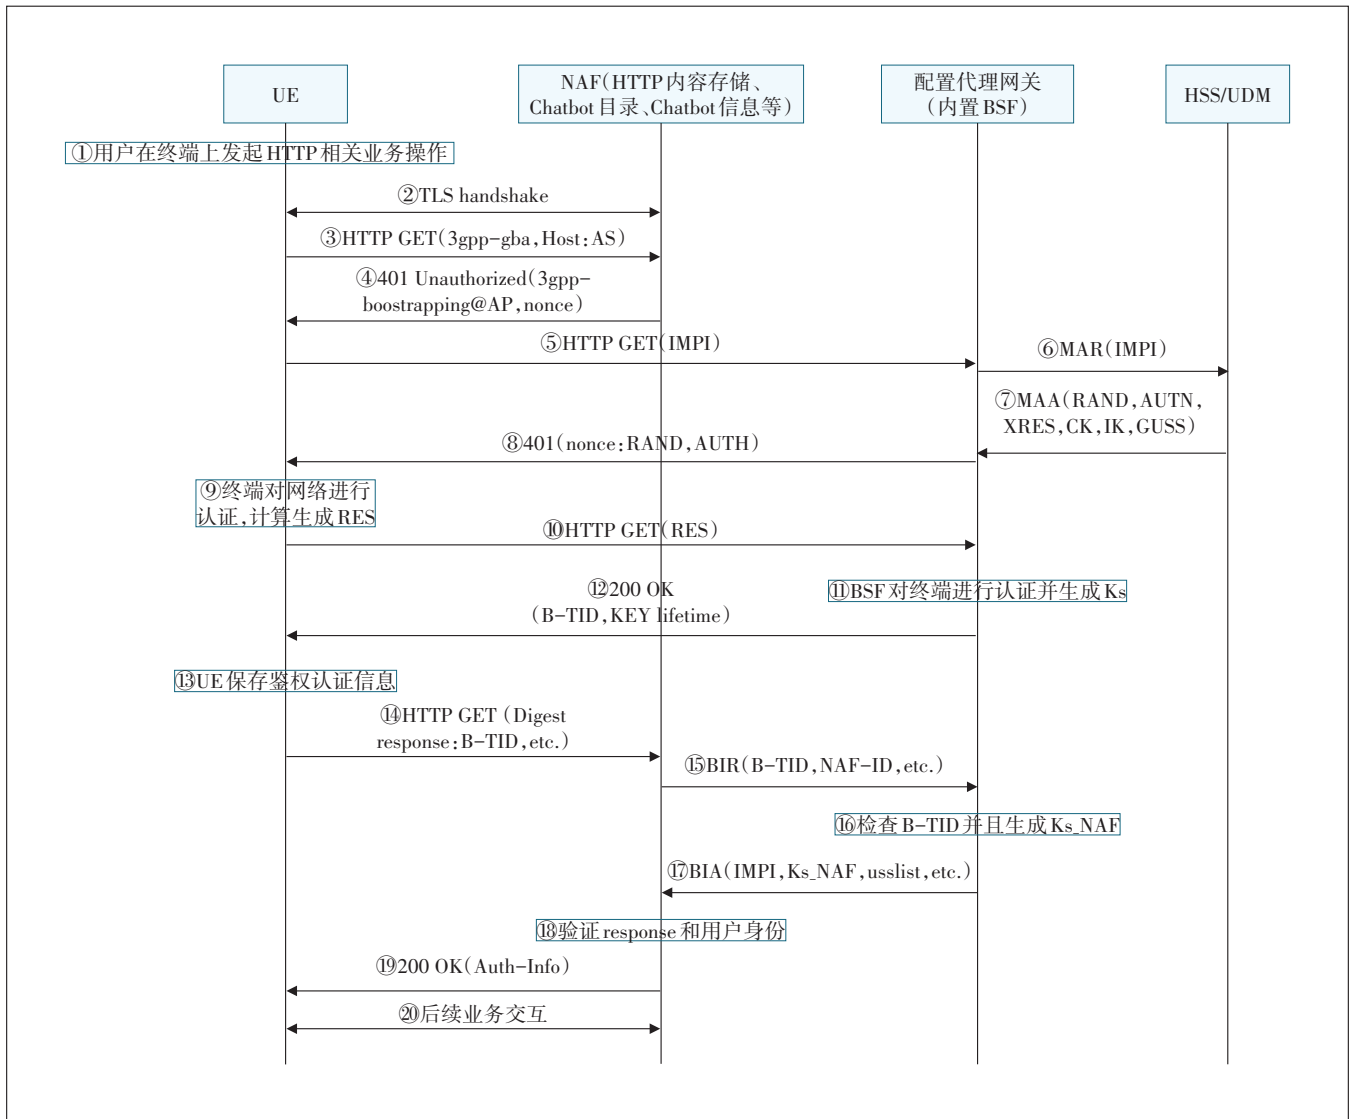 UE
NAF(HTTP内容存储、
Chatbot目录、Chatbot信息等)
配置代理网关
(内置BSF)
HSS/UDM
①用户在终端上发起HTTP相关业务操作
②TLS handshake
③HTTP GET(3gpp-gba,Host:AS)
④401 Unauthorized(3gpp-
boostrapping@AP,nonce)
⑤HTTP GET(IMPI)
⑥MAR(IMPI)
⑦MAA(RAND,AUTN,
XRES,CK,IK,GUSS)
⑧401(nonce:RAND,AUTH)
⑨终端对网络进行
认证,计算生成RES
⑩HTTP GET(RES)
⑪BSF对终端进行认证并生成Ks
⑫200 OK
(B-TID,KEY lifetime)
⑬UE保存鉴权认证信息
⑭HTTP GET (Digest
response:B-TID,etc.)
⑮BIR(B-TID,NAF-ID,etc.)
⑯检查B-TID并且生成Ks_NAF
⑰BIA(IMPI,Ks_NAF,usslist,etc.)
⑱验证response和用户身份
⑲200 OK(Auth-Info)
⑳后续业务交互